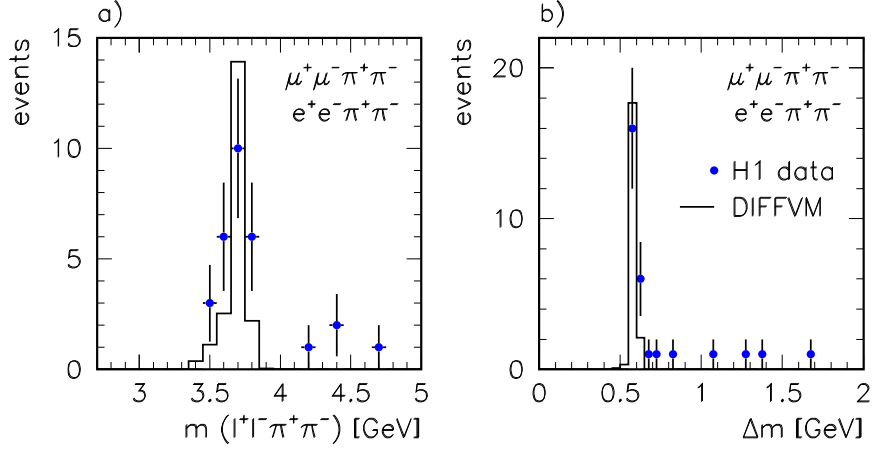 a)
events
15
10
5
0
μ⁺μ⁻π⁺π⁻
e⁺e⁻π⁺π⁻
3 3.5 4 4.5 5
m (l⁺l⁻π⁺π⁻) [GeV]
b)
events
20
10
0
μ⁺μ⁻π⁺π⁻
e⁺e⁻π⁺π⁻
H1 data
DIFFVM
0 0.5 1 1.5 2
Δm [GeV]